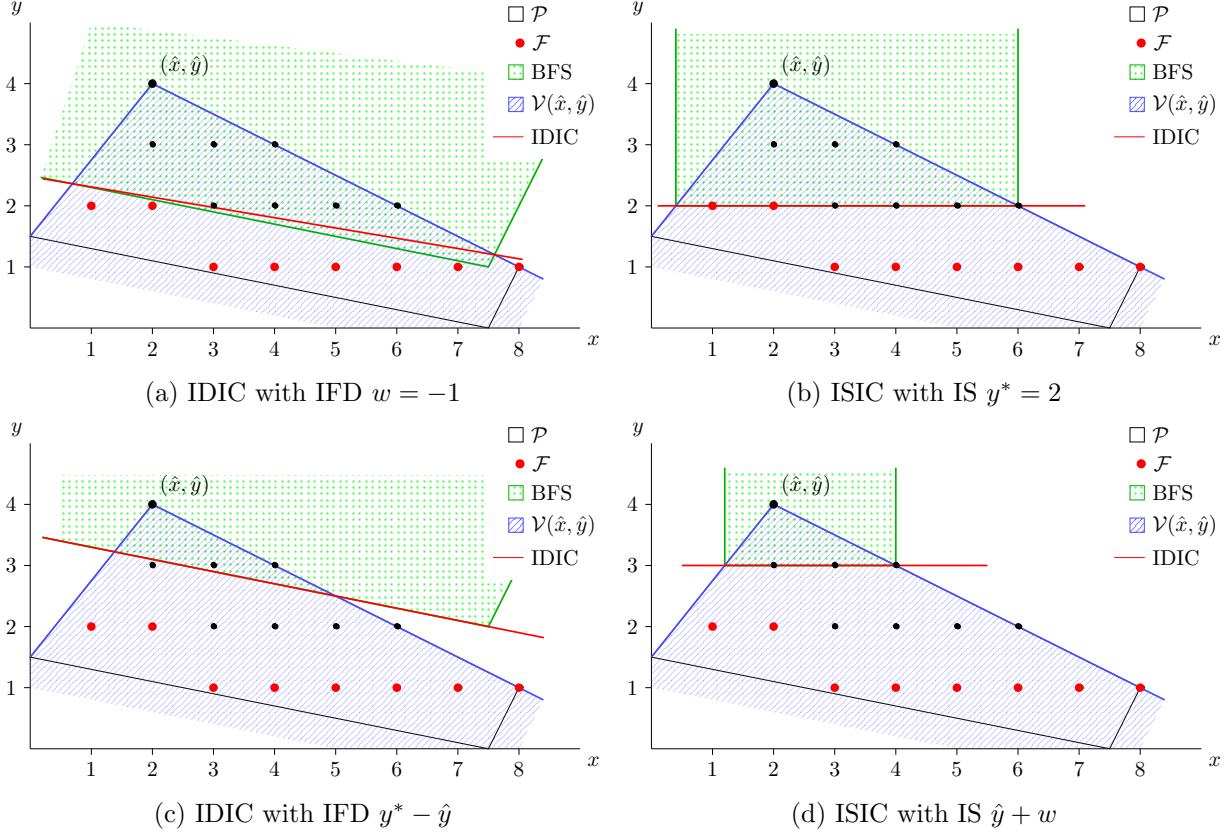 y
4
3
2
1
1 2 3 4 5 6 7 8 x
(x̂, ŷ)
𝒫
ℱ
BFS
𝒱(x̂, ŷ)
IDIC
(a) IDIC with IFD w = −1
y
4
3
2
1
1 2 3 4 5 6 7 8 x
(x̂, ŷ)
𝒫
ℱ
BFS
𝒱(x̂, ŷ)
IDIC
(b) ISIC with IS y* = 2
y
4
3
2
1
1 2 3 4 5 6 7 8 x
(x̂, ŷ)
𝒫
ℱ
BFS
𝒱(x̂, ŷ)
IDIC
(c) IDIC with IFD y* − ŷ
y
4
3
2
1
1 2 3 4 5 6 7 8 x
(x̂, ŷ)
𝒫
ℱ
BFS
𝒱(x̂, ŷ)
IDIC
(d) ISIC with IS ŷ + w